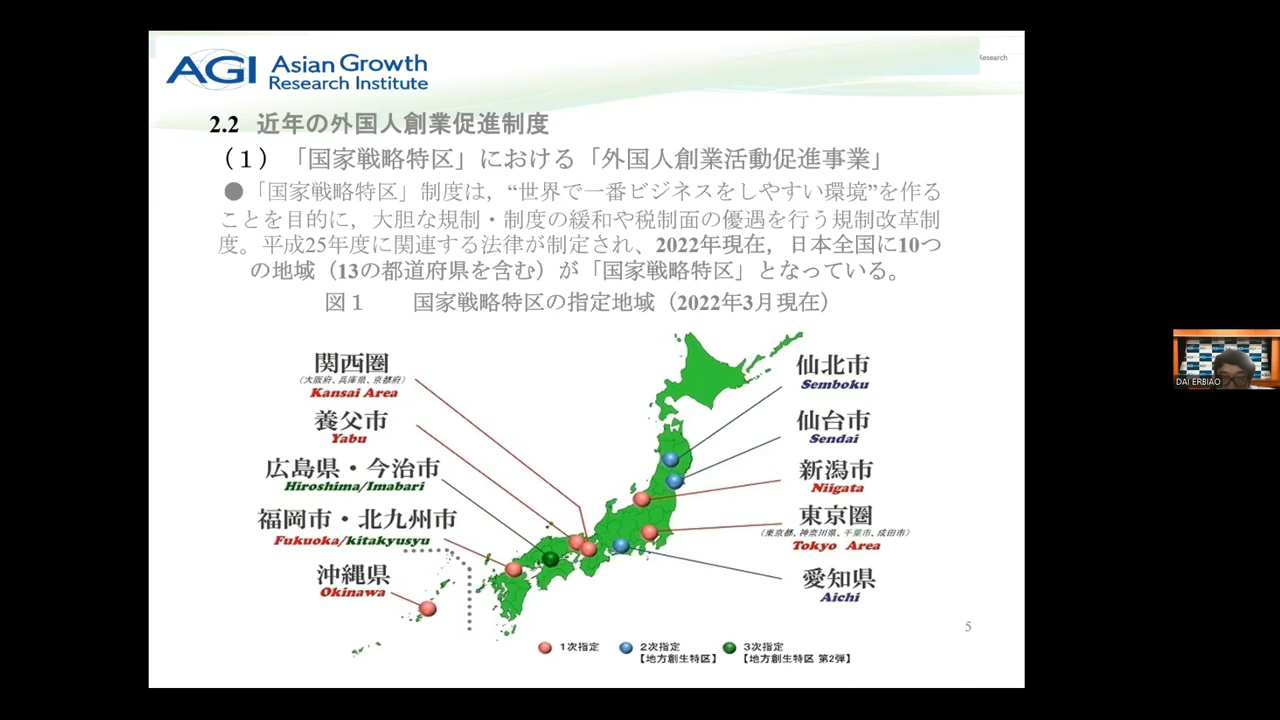 AGI Asian Growth
Research Institute
Research
2.2 近年の外国人創業促進制度
（１）「国家戦略特区」における「外国人創業活動促進事業」
●「国家戦略特区」制度は，“世界で一番ビジネスをしやすい環境”を作る
ことを目的に，大胆な規制・制度の緩和や税制面の優遇を行う規制改革制
度。平成25年度に関連する法律が制定され、2022年現在，日本全国に10つ
の地域（13の都道府県を含む）が「国家戦略特区」となっている。
図１ 国家戦略特区の指定地域（2022年3月現在）
関西圏
（大阪府、兵庫県、京都府）
Kansai Area
養父市
Yabu
広島県・今治市
Hiroshima/Imabari
福岡市・北九州市
Fukuoka/kitakyusyu
沖縄県
Okinawa
仙北市
Semboku
仙台市
Sendai
新潟市
Niigata
東京圏
（東京都、神奈川県、千葉市、成田市）
Tokyo Area
愛知県
Aichi
1次指定
2次指定
【地方創生特区】
3次指定
【地方創生特区 第2弾】
5
DAI ERBIAO